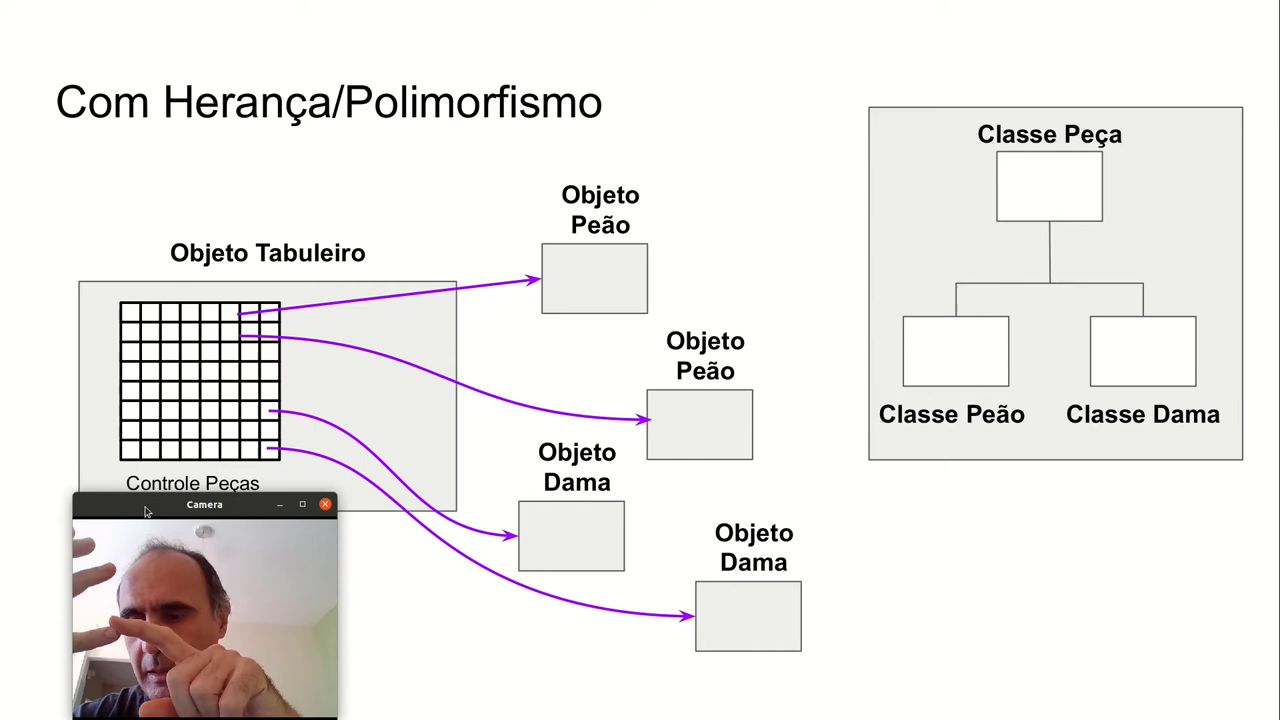 Com Herança/Polimorfismo
Classe Peça
Objeto
Peão
Objeto Tabuleiro
Objeto
Peão
Classe Peão
Classe Dama
Objeto
Dama
Controle Peças
Camera
Objeto
Dama